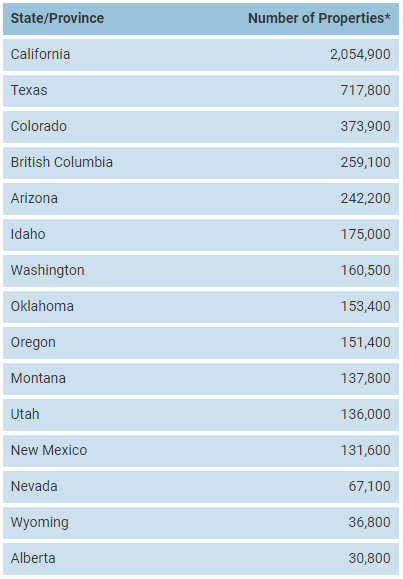 State/Province Number of Properties*
California 2,054,900
Texas 717,800
Colorado 373,900
British Columbia 259,100
Arizona 242,200
Idaho 175,000
Washington 160,500
Oklahoma 153,400
Oregon 151,400
Montana 137,800
Utah 136,000
New Mexico 131,600
Nevada 67,100
Wyoming 36,800
Alberta 30,800